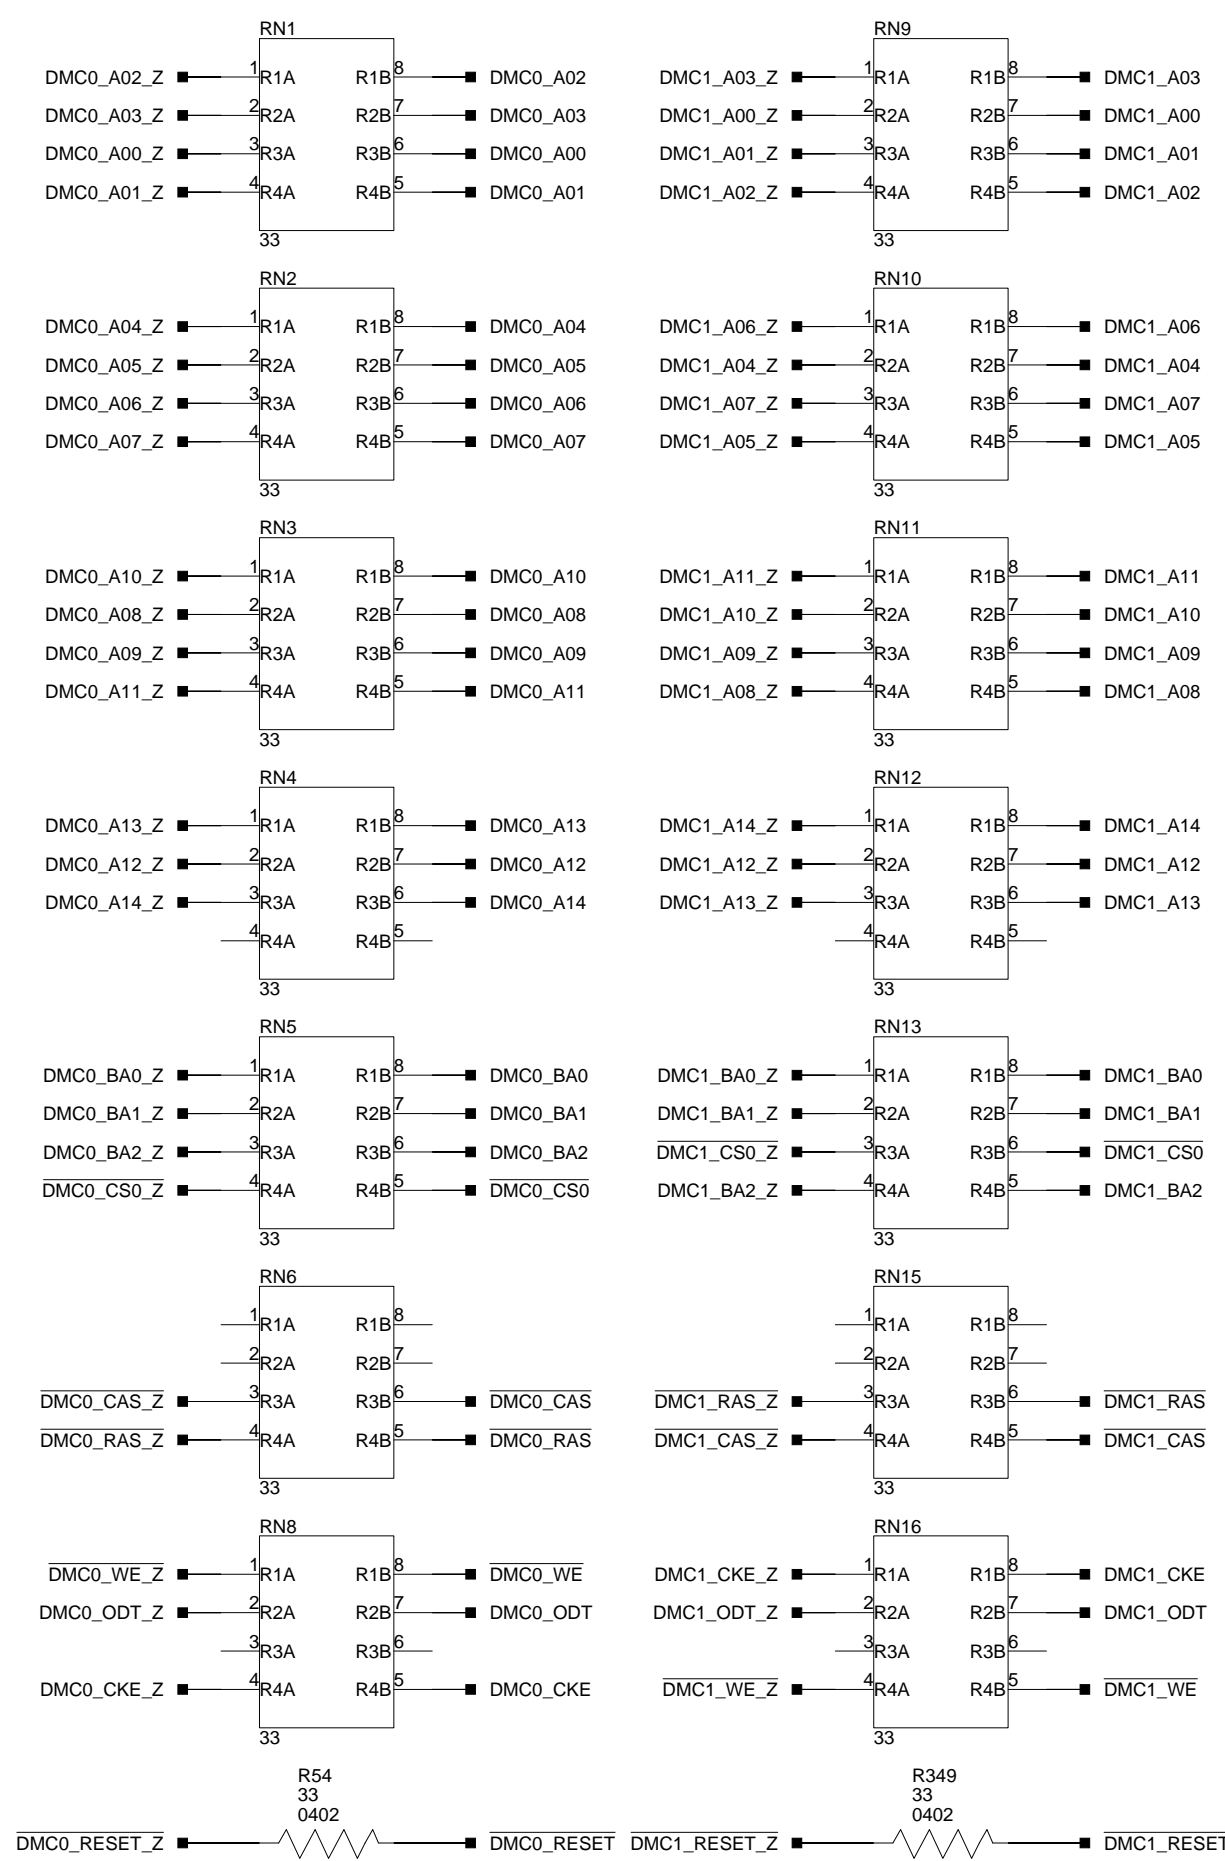 RN1
DMC0_A02_Z 1 R1A R1B 8 DMC0_A02
DMC0_A03_Z 2 R2A R2B 7 DMC0_A03
DMC0_A00_Z 3 R3A R3B 6 DMC0_A00
DMC0_A01_Z 4 R4A R4B 5 DMC0_A01
33
RN9
DMC1_A03_Z 1 R1A R1B 8 DMC1_A03
DMC1_A00_Z 2 R2A R2B 7 DMC1_A00
DMC1_A01_Z 3 R3A R3B 6 DMC1_A01
DMC1_A02_Z 4 R4A R4B 5 DMC1_A02
33
RN2
DMC0_A04_Z 1 R1A R1B 8 DMC0_A04
DMC0_A05_Z 2 R2A R2B 7 DMC0_A05
DMC0_A06_Z 3 R3A R3B 6 DMC0_A06
DMC0_A07_Z 4 R4A R4B 5 DMC0_A07
33
RN10
DMC1_A06_Z 1 R1A R1B 8 DMC1_A06
DMC1_A04_Z 2 R2A R2B 7 DMC1_A04
DMC1_A07_Z 3 R3A R3B 6 DMC1_A07
DMC1_A05_Z 4 R4A R4B 5 DMC1_A05
33
RN3
DMC0_A10_Z 1 R1A R1B 8 DMC0_A10
DMC0_A08_Z 2 R2A R2B 7 DMC0_A08
DMC0_A09_Z 3 R3A R3B 6 DMC0_A09
DMC0_A11_Z 4 R4A R4B 5 DMC0_A11
33
RN11
DMC1_A11_Z 1 R1A R1B 8 DMC1_A11
DMC1_A10_Z 2 R2A R2B 7 DMC1_A10
DMC1_A09_Z 3 R3A R3B 6 DMC1_A09
DMC1_A08_Z 4 R4A R4B 5 DMC1_A08
33
RN4
DMC0_A13_Z 1 R1A R1B 8 DMC0_A13
DMC0_A12_Z 2 R2A R2B 7 DMC0_A12
DMC0_A14_Z 3 R3A R3B 6 DMC0_A14
4 R4A R4B 5
33
RN12
DMC1_A14_Z 1 R1A R1B 8 DMC1_A14
DMC1_A12_Z 2 R2A R2B 7 DMC1_A12
DMC1_A13_Z 3 R3A R3B 6 DMC1_A13
4 R4A R4B 5
33
RN5
DMC0_BA0_Z 1 R1A R1B 8 DMC0_BA0
DMC0_BA1_Z 2 R2A R2B 7 DMC0_BA1
DMC0_BA2_Z 3 R3A R3B 6 DMC0_BA2
DMC0_CS0_Z 4 R4A R4B 5 DMC0_CS0
33
RN13
DMC1_BA0_Z 1 R1A R1B 8 DMC1_BA0
DMC1_BA1_Z 2 R2A R2B 7 DMC1_BA1
DMC1_CS0_Z 3 R3A R3B 6 DMC1_CS0
DMC1_BA2_Z 4 R4A R4B 5 DMC1_BA2
33
RN6
1 R1A R1B 8
2 R2A R2B 7
DMC0_CAS_Z 3 R3A R3B 6 DMC0_CAS
DMC0_RAS_Z 4 R4A R4B 5 DMC0_RAS
33
RN15
1 R1A R1B 8
2 R2A R2B 7
DMC1_RAS_Z 3 R3A R3B 6 DMC1_RAS
DMC1_CAS_Z 4 R4A R4B 5 DMC1_CAS
33
RN8
DMC0_WE_Z 1 R1A R1B 8 DMC0_WE
DMC0_ODT_Z 2 R2A R2B 7 DMC0_ODT
3 R3A R3B 6
DMC0_CKE_Z 4 R4A R4B 5 DMC0_CKE
33
RN16
DMC1_CKE_Z 1 R1A R1B 8 DMC1_CKE
DMC1_ODT_Z 2 R2A R2B 7 DMC1_ODT
3 R3A R3B 6
DMC1_WE_Z 4 R4A R4B 5 DMC1_WE
33
R54
33
0402
DMC0_RESET_Z DMC0_RESET
R349
33
0402
DMC1_RESET_Z DMC1_RESET